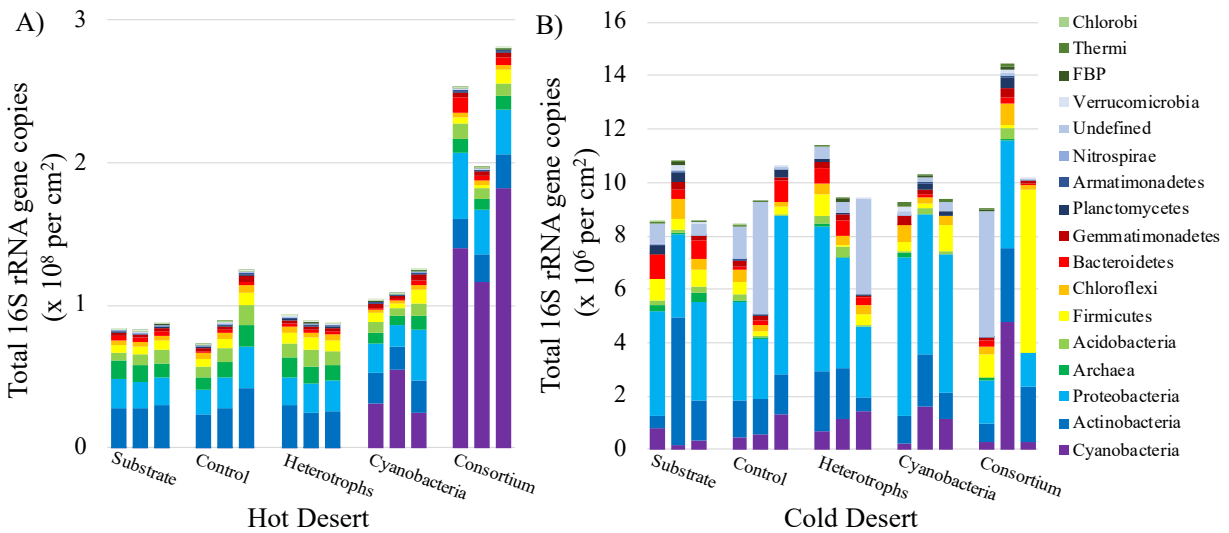 A)
Total 16S rRNA gene copies
(x 10⁸ per cm²)
3
2
1
0
Substrate
Control
Heterotrophs
Cyanobacteria
Consortium
Hot Desert
B)
Total 16S rRNA gene copies
(x 10⁶ per cm²)
16
14
12
10
8
6
4
2
0
Substrate
Control
Heterotrophs
Cyanobacteria
Consortium
Cold Desert
Chlorobi
Thermi
FBP
Verrucomicrobia
Undefined
Nitrospirae
Armatimonadetes
Planctomycetes
Gemmatimonadetes
Bacteroidetes
Chloroflexi
Firmicutes
Acidobacteria
Archaea
Proteobacteria
Actinobacteria
Cyanobacteria